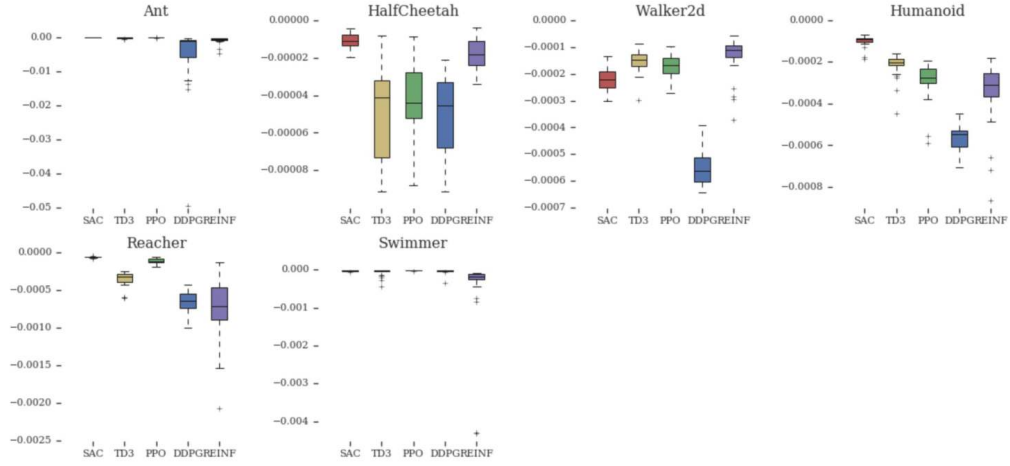 Ant
0.00
−0.01
−0.02
−0.03
−0.04
−0.05
SAC TD3 PPO DDPGREINF
HalfCheetah
0.00000
−0.00002
−0.00004
−0.00006
−0.00008
SAC TD3 PPO DDPGREINF
Walker2d
−0.0000
−0.0001
−0.0002
−0.0003
−0.0004
−0.0005
−0.0006
−0.0007
SAC TD3 PPO DDPGREINF
Humanoid
0.0000
−0.0002
−0.0004
−0.0006
−0.0008
SAC TD3 PPO DDPGREINF
Reacher
0.0000
−0.0005
−0.0010
−0.0015
−0.0020
−0.0025
SAC TD3 PPO DDPGREINF
Swimmer
0.000
−0.001
−0.002
−0.003
−0.004
SAC TD3 PPO DDPGREINF